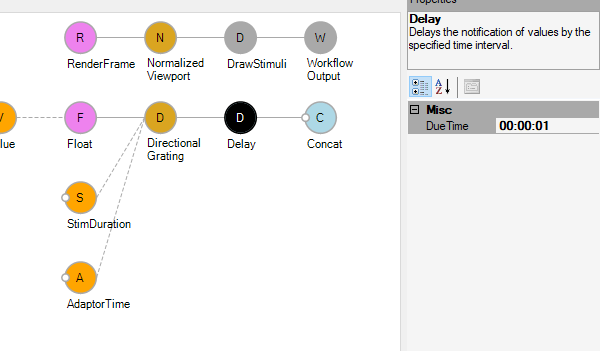 Properties
Delay
Delays the notification of values by the
specified time interval.
R
N
D
W
RenderFrame
Normalized
Viewport
DrawStimuli
Workflow
Output
A
Z
Misc
DueTime
00:00:01
F
D
D
C
lue
Float
Directional
Grating
Delay
Concat
S
StimDuration
A
AdaptorTime